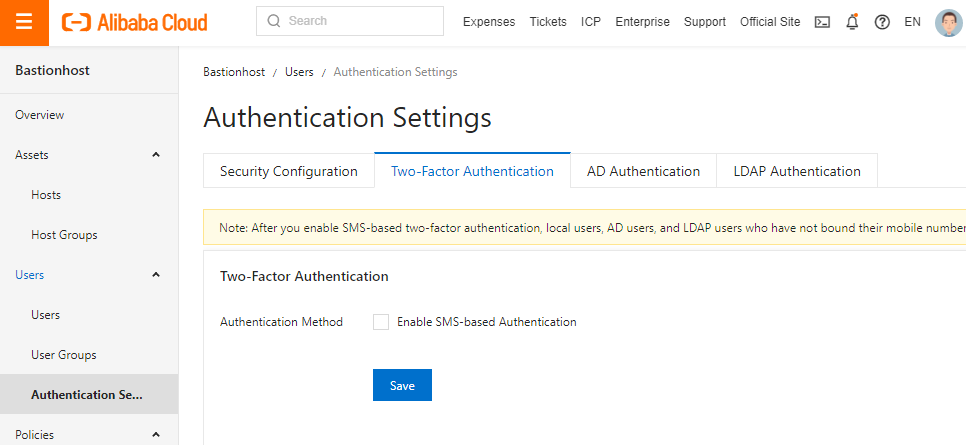 Alibaba Cloud
Search
Expenses Tickets ICP Enterprise Support Official Site EN
Bastionhost
Overview
Assets
Hosts
Host Groups
Users
Users
User Groups
Authentication Se...
Policies
Bastionhost / Users / Authentication Settings
Authentication Settings
Security Configuration Two-Factor Authentication AD Authentication LDAP Authentication
Note: After you enable SMS-based two-factor authentication, local users, AD users, and LDAP users who have not bound their mobile number
Two-Factor Authentication
Authentication Method Enable SMS-based Authentication
Save